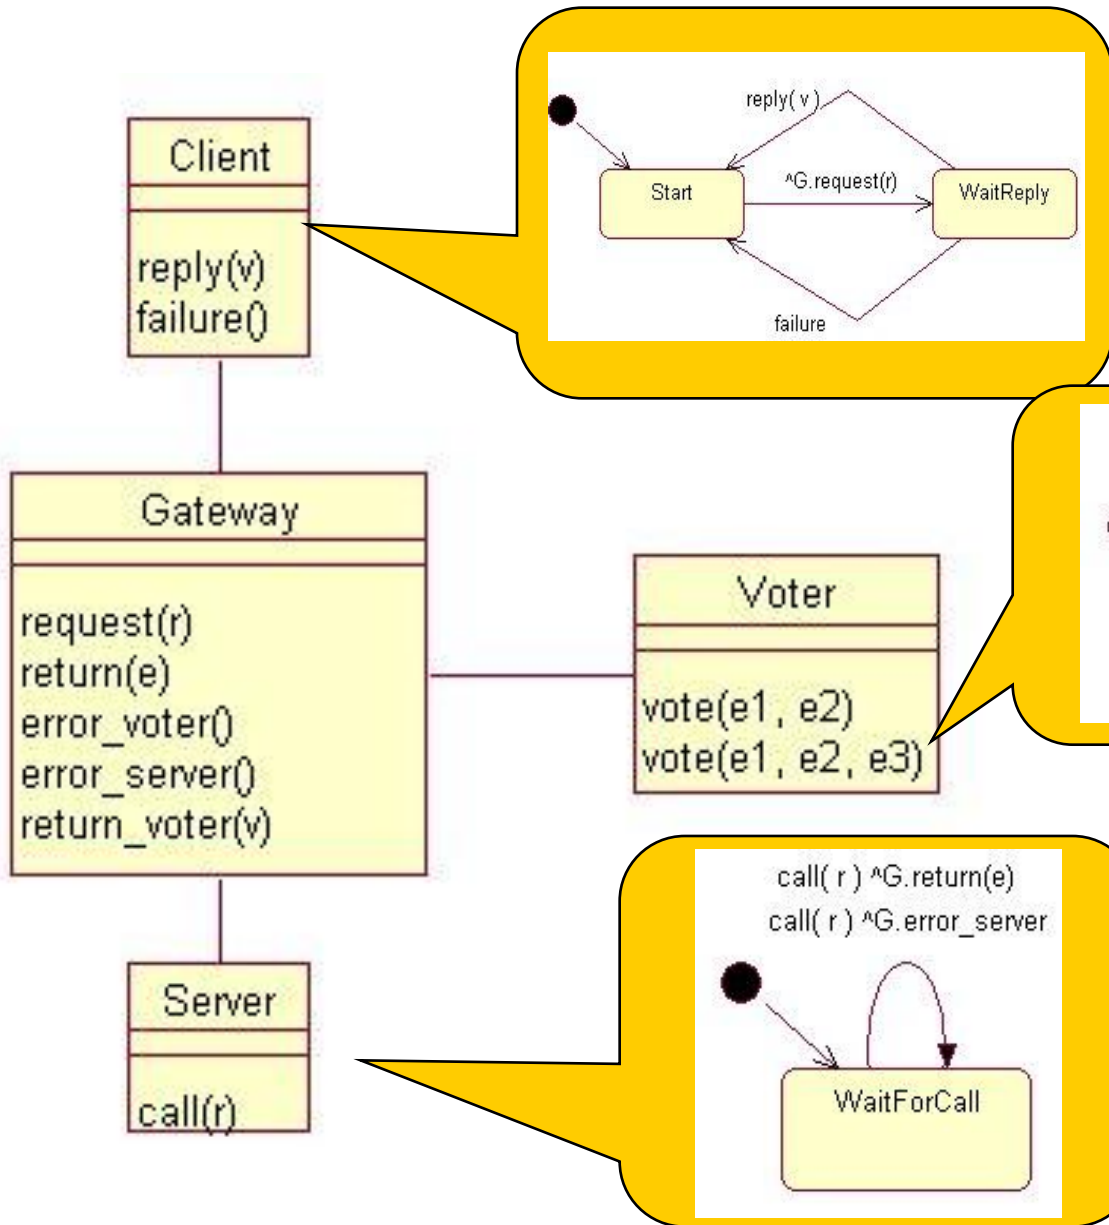 Client
reply(v)
failure()
reply( v )
Start
^G.request(r)
WaitReply
failure
Gateway
request(r)
return(e)
error_voter()
error_server()
return_voter(v)
Voter
vote(e1, e2)
vote(e1, e2, e3)
Server
call(r)
call( r ) ^G.return(e)
call( r ) ^G.error_server
WaitForCall